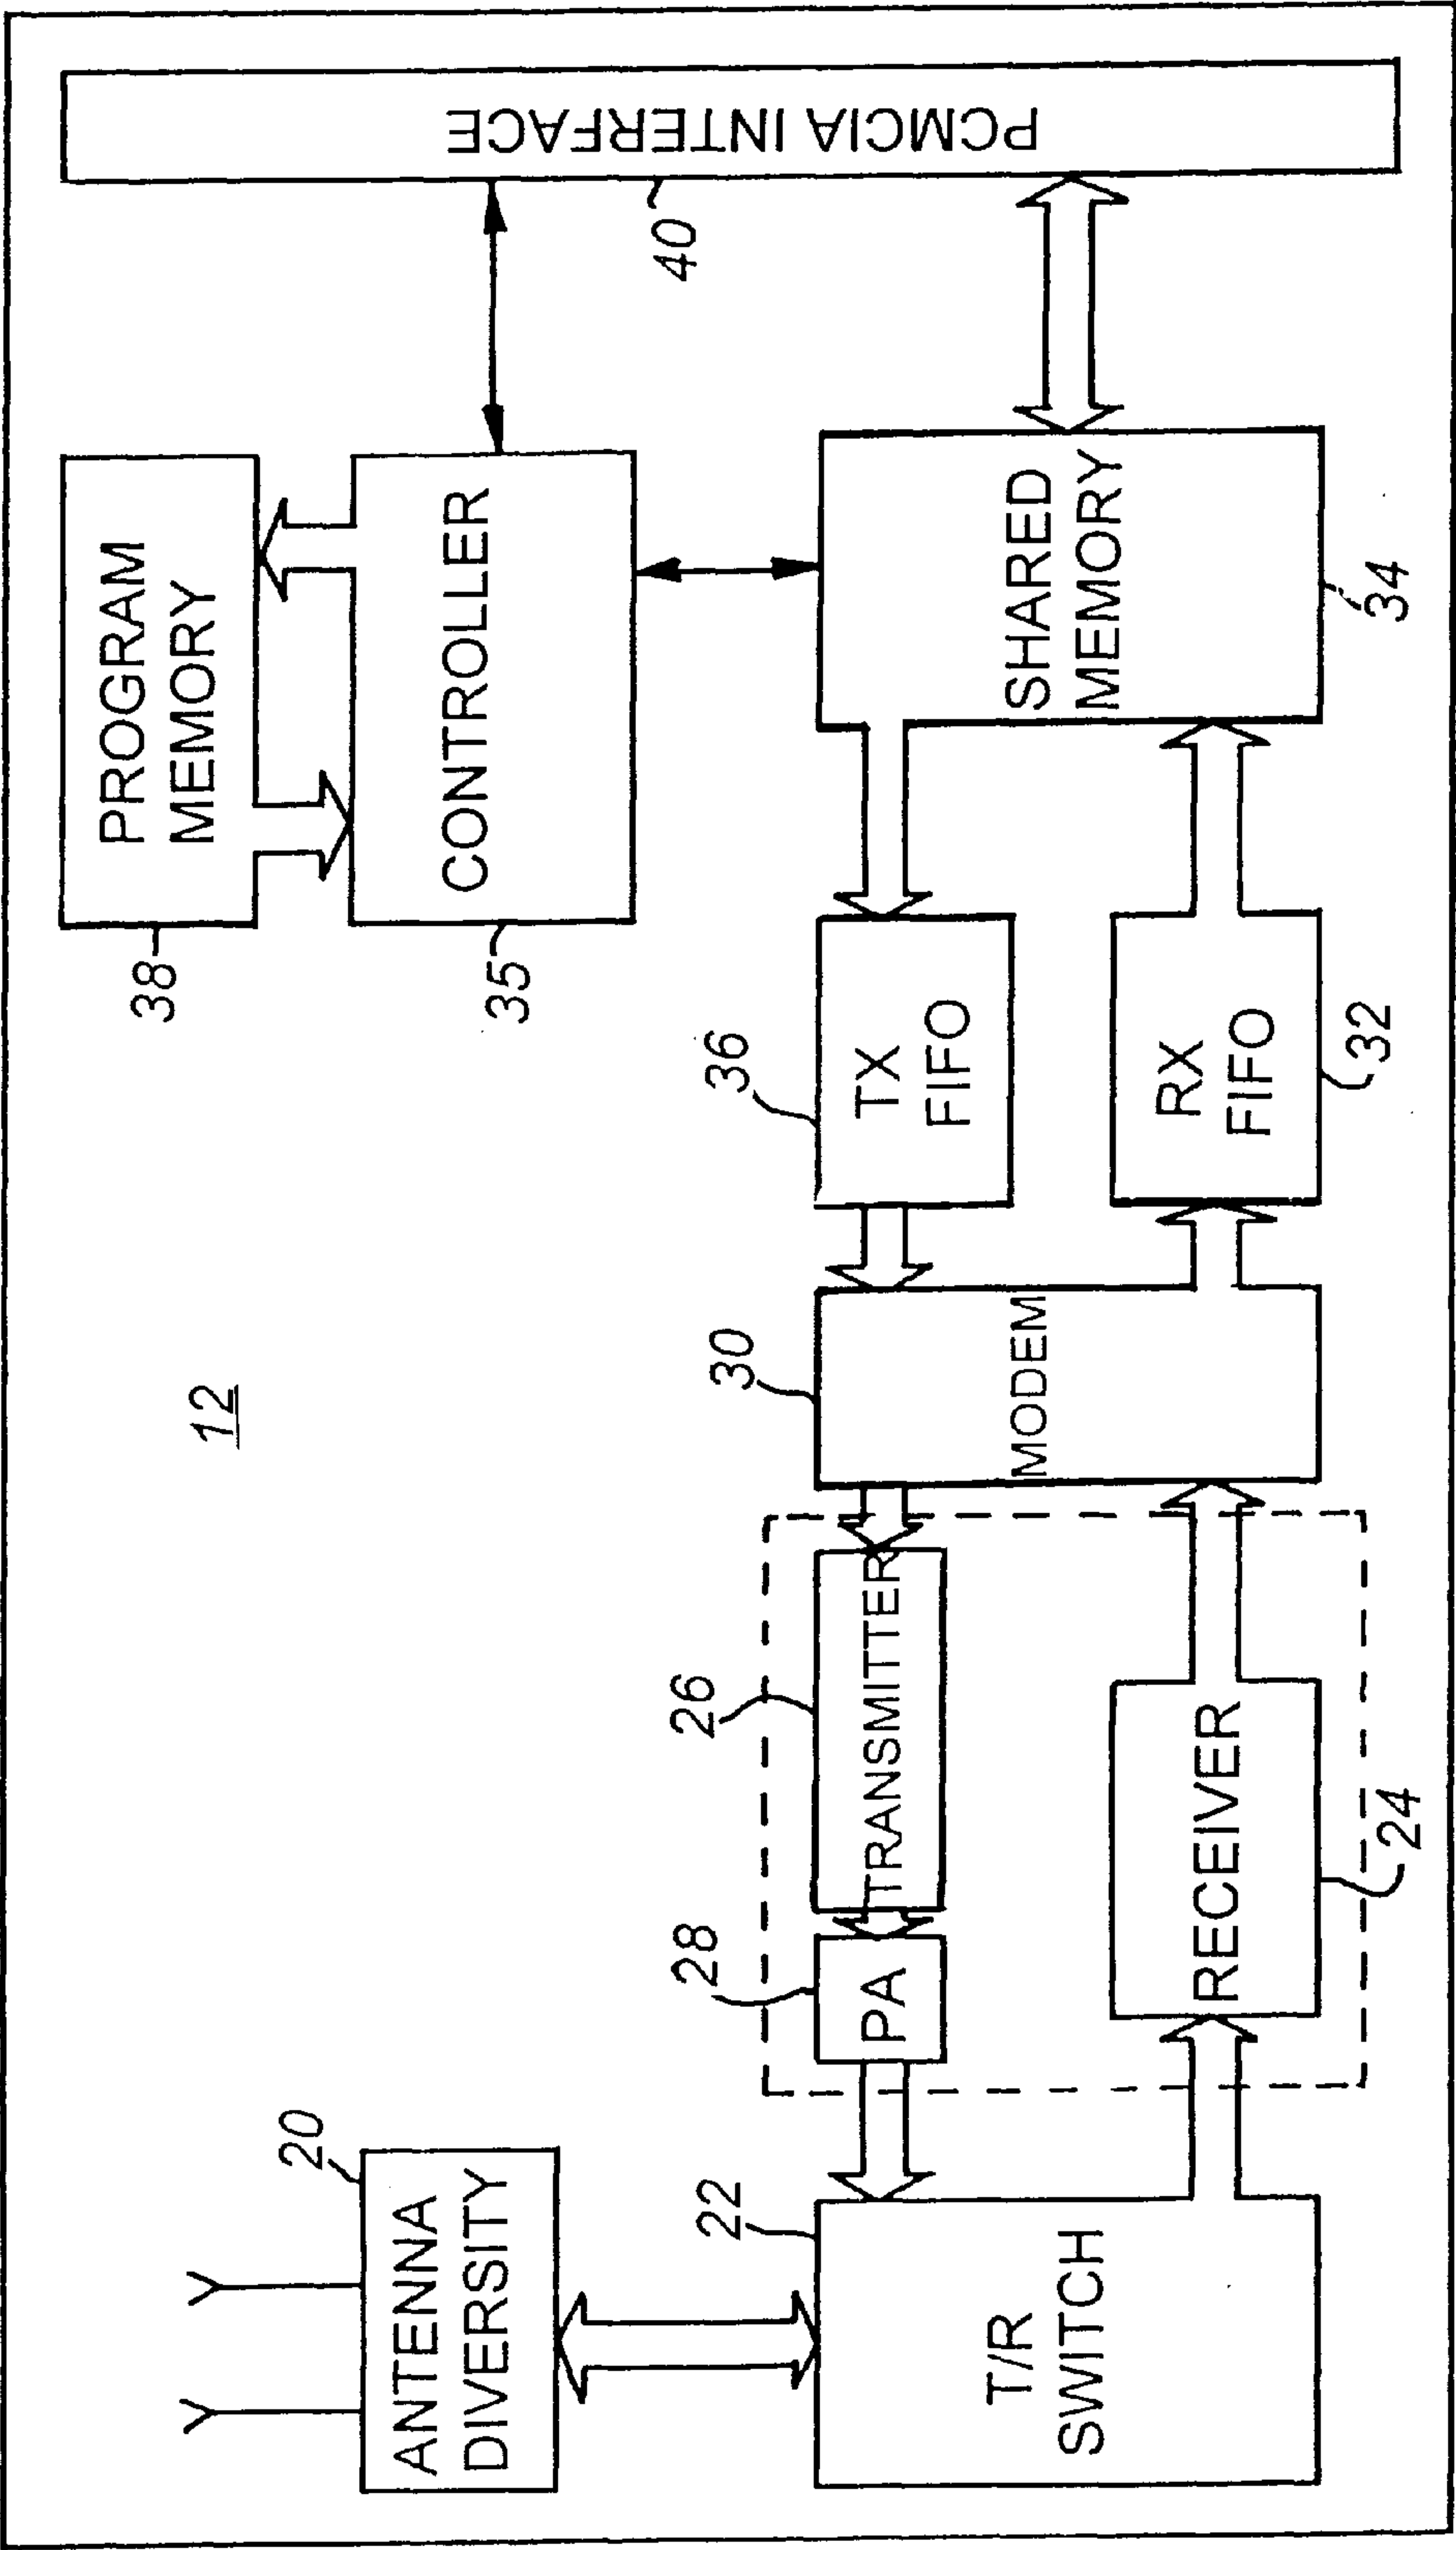 12
20
ANTENNA
DIVERSITY
38
PROGRAM
MEMORY
35
CONTROLLER
PCMCIA INTERFACE
40
22
T/R
SWITCH
28
PA
26
TRANSMITTER
30
MODEM
36
TX
FIFO
SHARED
MEMORY
34
RECEIVER
24
RX
FIFO
32